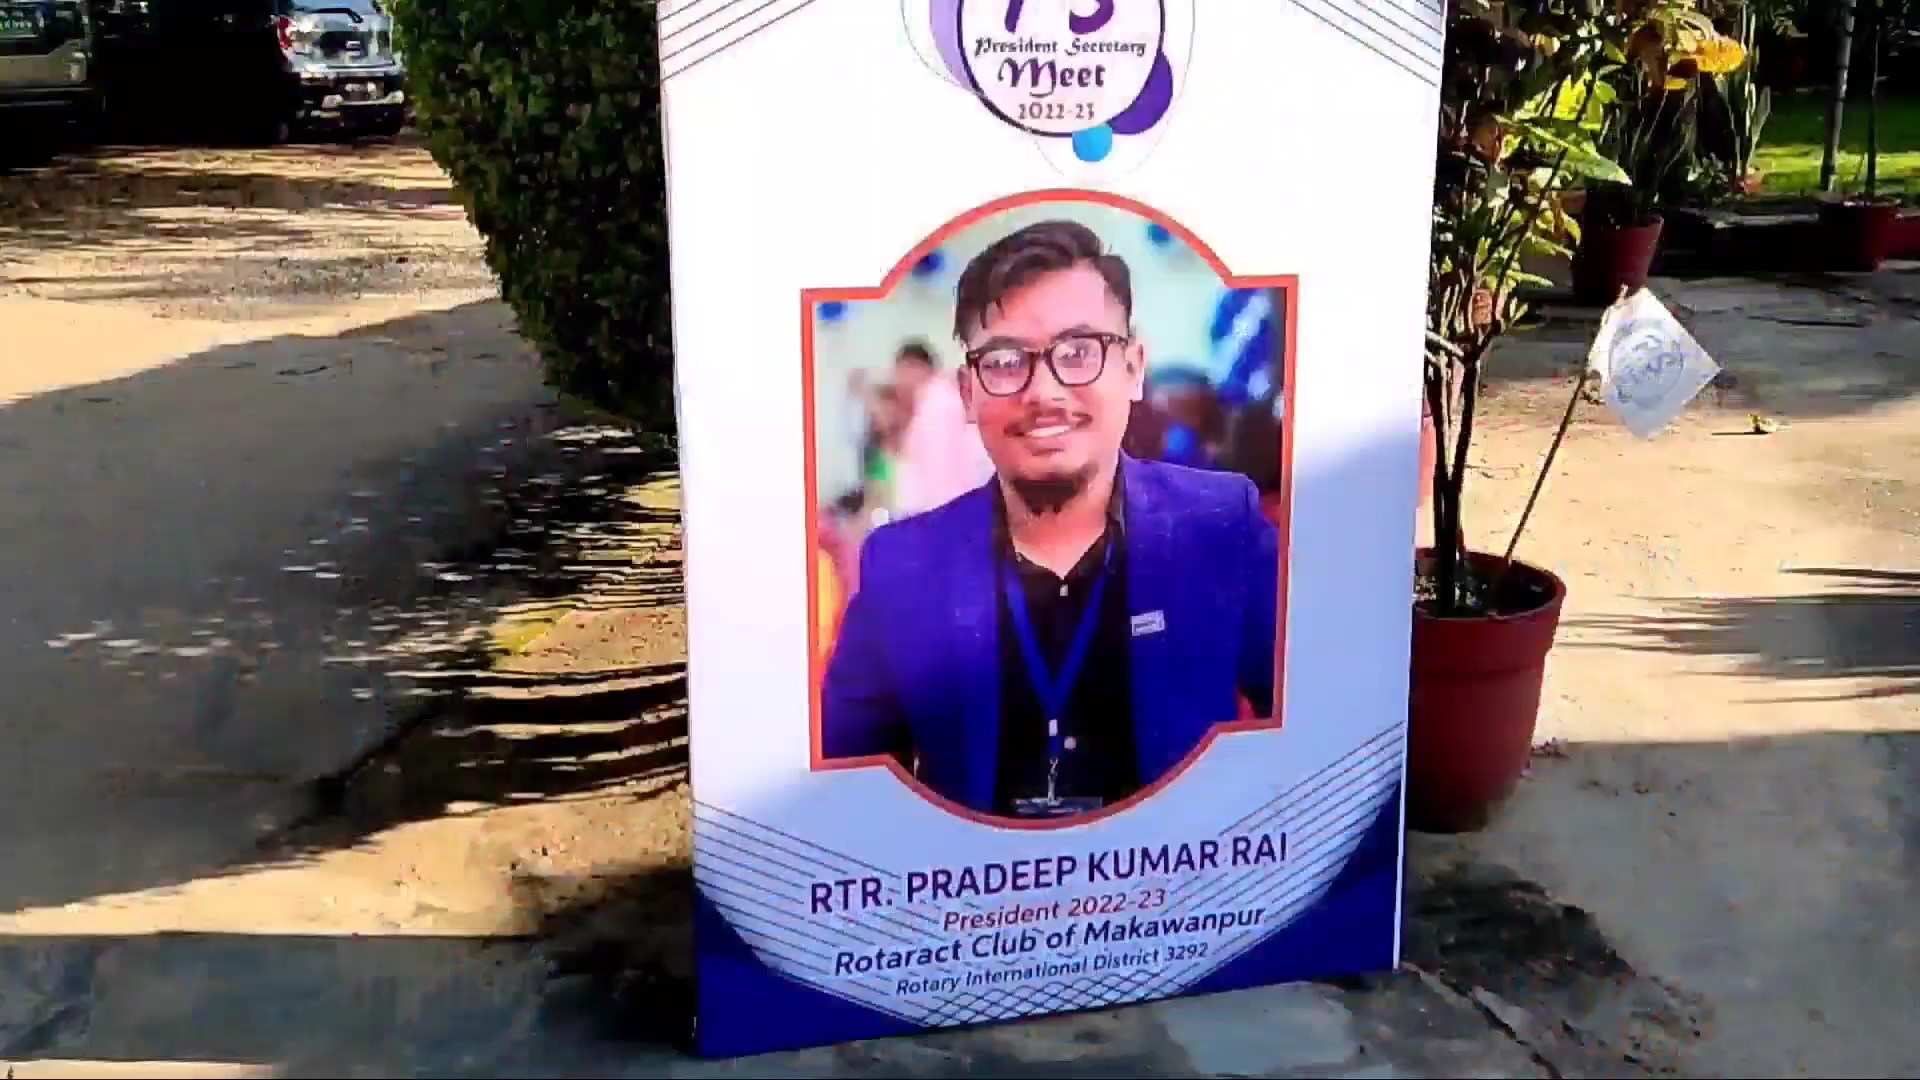 PS
President Secretary
Meet
2022-23
RTR. PRADEEP KUMAR RAI
President 2022-23
Rotaract Club of Makawanpur
Rotary International District 3292